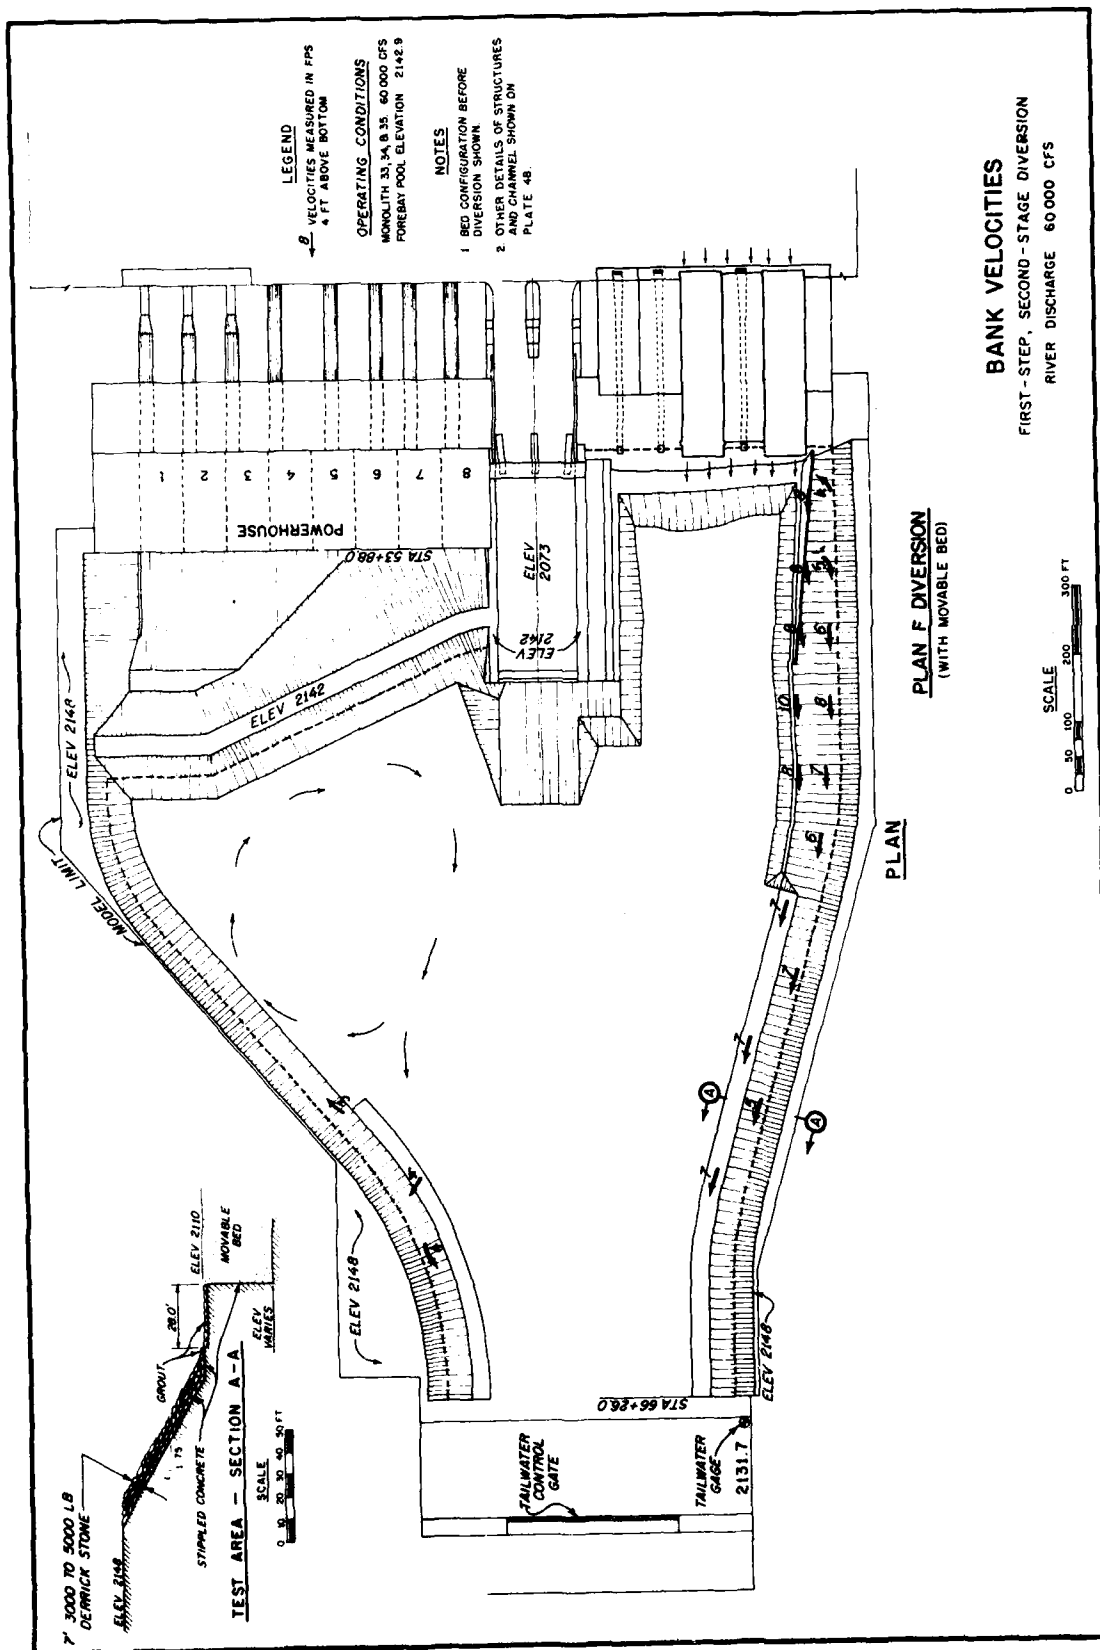 7' 3000 TO 5000 LB
DERRICK STONE
ELEV 2148
GROUT
28.0'
ELEV 2110
MOVABLE
BED
STIPPLED CONCRETE
ELEV
VARIES
TEST AREA – SECTION A-A
SCALE
0 10 20 30 40 50 FT
MODEL LIMIT
ELEV 2148
ELEV 2148
ELEV 2142
POWERHOUSE
1
2
3
4
5
6
7
8
STA 53+88.0
ELEV
2073
ELEV
2142
LEGEND
8 VELOCITIES MEASURED IN FPS
4 FT ABOVE BOTTOM
OPERATING CONDITIONS
MONOLITH 33, 34, & 35 60 000 CFS
FOREBAY POOL ELEVATION 2142.9
NOTES
1 BED CONFIGURATION BEFORE
DIVERSION SHOWN.
2. OTHER DETAILS OF STRUCTURES
AND CHANNEL SHOWN ON
PLATE 48.
TAILWATER
CONTROL
GATE
TAILWATER
GAGE
2131.7
STA 66+26.0
ELEV 2148
A
A
7
7
7
6
7
8
8
10
6
PLAN
PLAN F DIVERSION
(WITH MOVABLE BED)
SCALE
0 50 100 200 300 FT
BANK VELOCITIES
FIRST-STEP, SECOND-STAGE DIVERSION
RIVER DISCHARGE 60 000 CFS